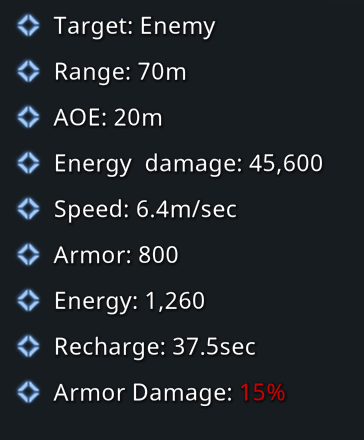 Target: Enemy
Range: 70m
AOE: 20m
Energy  damage: 45,600
Speed: 6.4m/sec
Armor: 800
Energy: 1,260
Recharge: 37.5sec
Armor Damage: 15%